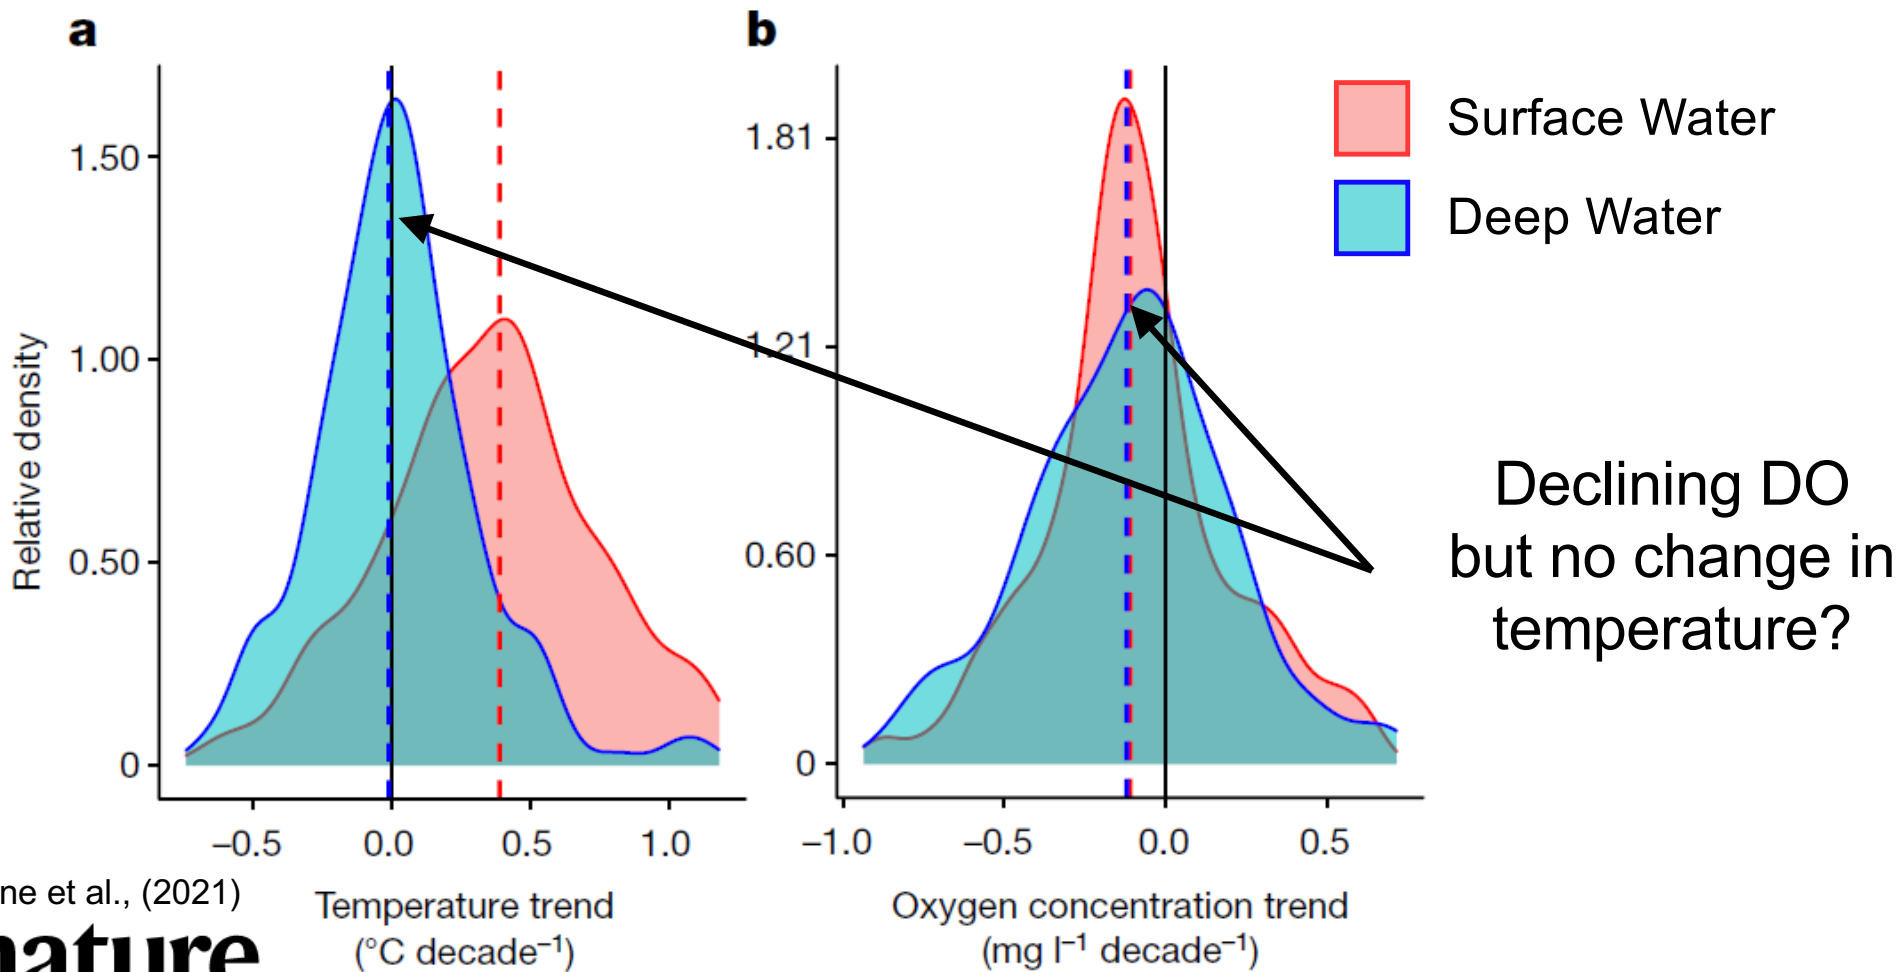 a
b
Surface Water
Deep Water
Relative density
1.50
1.00
0.50
0
1.81
1.21
0.60
0
–0.5
0.0
0.5
1.0
–1.0
–0.5
0.0
0.5
Temperature trend
(°C decade⁻¹)
Oxygen concentration trend
(mg l⁻¹ decade⁻¹)
Declining DO
but no change in
temperature?
ne et al., (2021)
nature